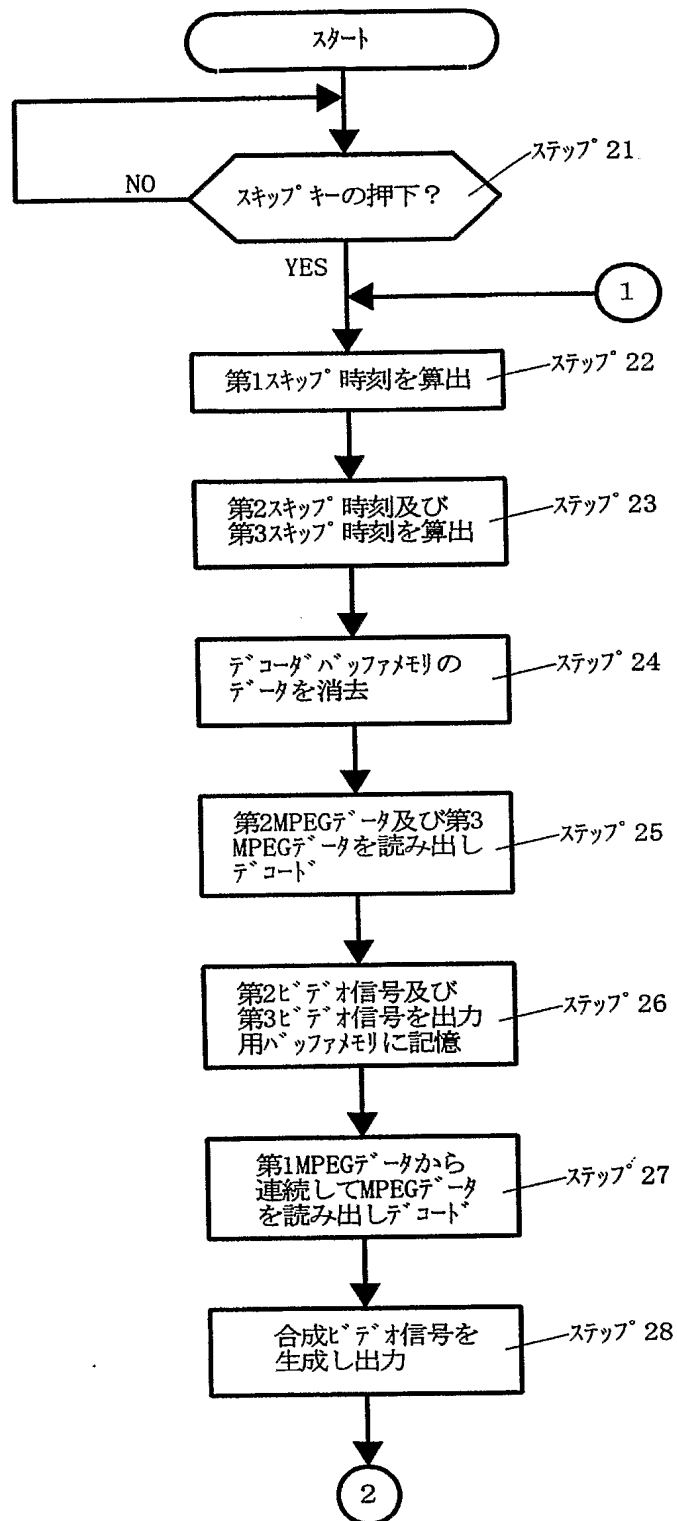 スタート
ステップ21
スキップキーの押下？
NO
YES
1
第1スキップ時刻を算出
ステップ22
第2スキップ時刻及び
第3スキップ時刻を算出
ステップ23
デコーダバッファメモリの
データを消去
ステップ24
第2MPEGデータ及び第3
MPEGデータを読み出し
デコード
ステップ25
第2ビデオ信号及び
第3ビデオ信号を出力
用バッファメモリに記憶
ステップ26
第1MPEGデータから
連続してMPEGデータ
を読み出しデコード
ステップ27
合成ビデオ信号を
生成し出力
ステップ28
2